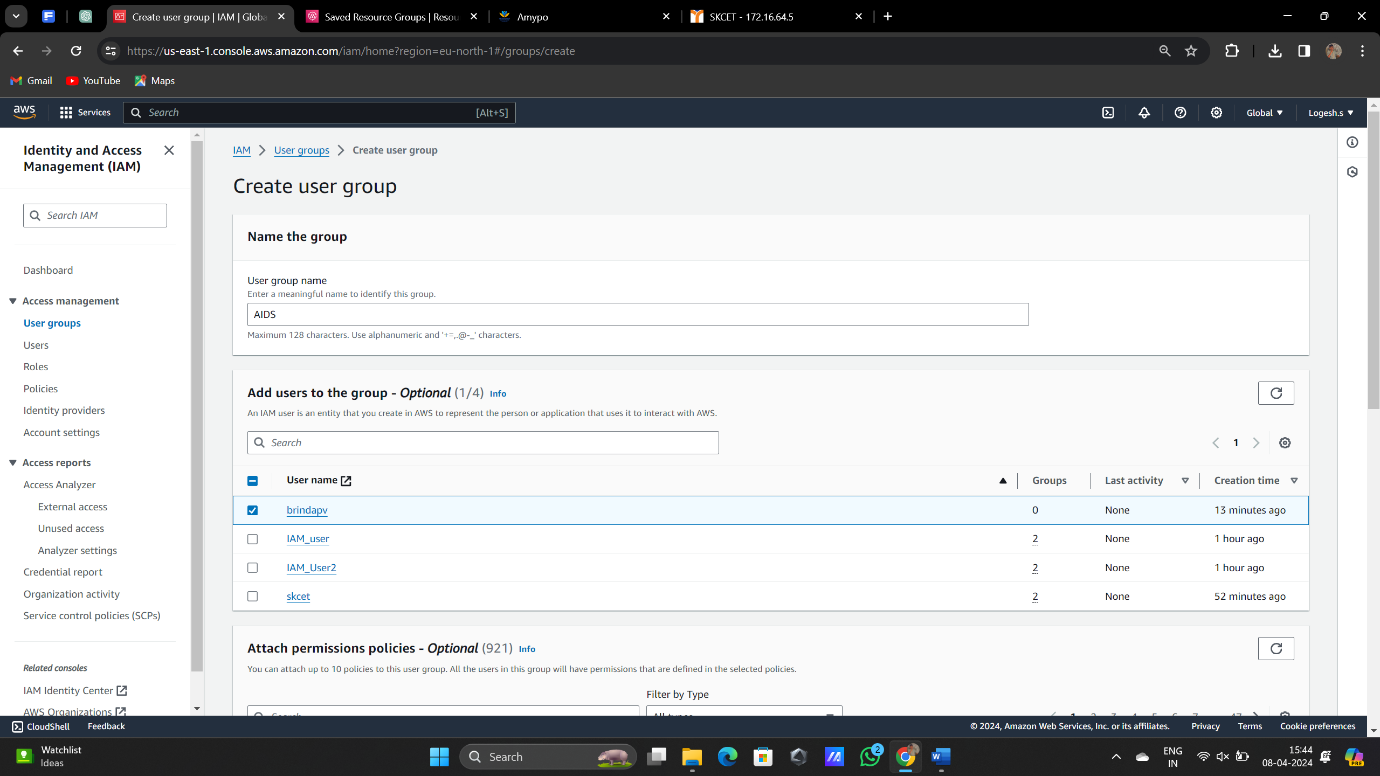 Create user group | IAM | Globa
Saved Resource Groups | Resou
Amypo
SKCET - 172.16.64.5
https://us-east-1.console.aws.amazon.com/iam/home?region=eu-north-1#/groups/create
Gmail
YouTube
Maps
aws
Services
Search
[Alt+S]
Global
Logesh.s
Identity and Access Management (IAM)
Search IAM
Dashboard
Access management
User groups
Users
Roles
Policies
Identity providers
Account settings
Access reports
Access Analyzer
External access
Unused access
Analyzer settings
Credential report
Organization activity
Service control policies (SCPs)
Related consoles
IAM Identity Center
AWS Organizations
IAM > User groups > Create user group
Create user group
Name the group
User group name
Enter a meaningful name to identify this group.
AIDS
Maximum 128 characters. Use alphanumeric and '+=,.@-_' characters.
Add users to the group - Optional (1/4) Info
An IAM user is an entity that you create in AWS to represent the person or application that uses it to interact with AWS.
Search
1
User name Groups Last activity Creation time
brindapv 0 None 13 minutes ago
IAM_user 2 None 1 hour ago
IAM_User2 2 None 1 hour ago
skcet 2 None 52 minutes ago
Attach permissions policies - Optional (921) Info
You can attach up to 10 policies to this user group. All the users in this group will have permissions that are defined in the selected policies.
Filter by Type
CloudShell
Feedback
© 2024, Amazon Web Services, Inc. or its affiliates.
Privacy
Terms
Cookie preferences
Watchlist
Ideas
Search
2
ENG
IN
15:44
08-04-2024